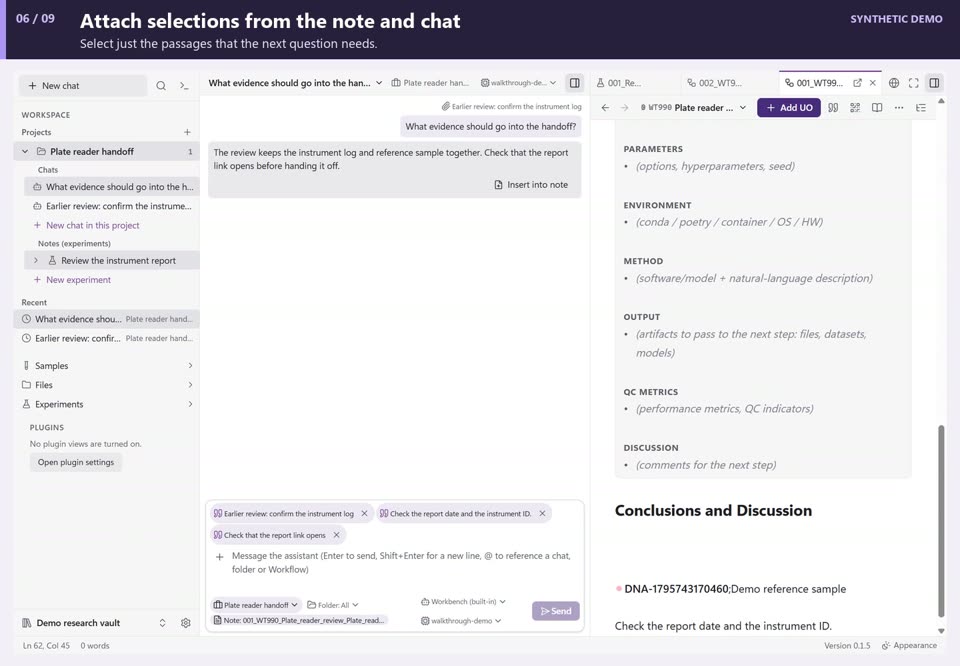 06 / 09
Attach selections from the note and chat
SYNTHETIC DEMO
Select just the passages that the next question needs.
New chat
WORKSPACE
Projects
Plate reader handoff 1
Chats
What evidence should go into the h...
Earlier review: confirm the instrume...
New chat in this project
Notes (experiments)
Review the instrument report
New experiment
Recent
What evidence shou... Plate reader hand...
Earlier review: confir... Plate reader hand...
Samples
Files
Experiments
PLUGINS
No plugin views are turned on.
Open plugin settings
Demo research vault
What evidence should go into the han... Plate reader han... walkthrough-de...
Earlier review: confirm the instrument log
What evidence should go into the handoff?
The review keeps the instrument log and reference sample together. Check that the report
link opens before handing it off.
Insert into note
Earlier review: confirm the instrument log
Check the report date and the instrument ID.
Check that the report link opens
Message the assistant (Enter to send, Shift+Enter for a new line, @ to reference a chat,
folder or Workflow)
Plate reader handoff Folder: All Workbench (built-in)
Send
Note: 001_WT990_Plate_reader_review_Plate_read... walkthrough-demo
001_Re... 002_WT9... 001_WT99...
0 WT990 Plate reader ... Add UO
PARAMETERS
• (options, hyperparameters, seed)
ENVIRONMENT
• (conda / poetry / container / OS / HW)
METHOD
• (software/model + natural-language description)
OUTPUT
• (artifacts to pass to the next step: files, datasets,
models)
QC METRICS
• (performance metrics, QC indicators)
DISCUSSION
• (comments for the next step)
Conclusions and Discussion
DNA-1795743170460;Demo reference sample
Check the report date and the instrument ID.
Ln 62, Col 45 0 words
Version 0.1.5 Appearance